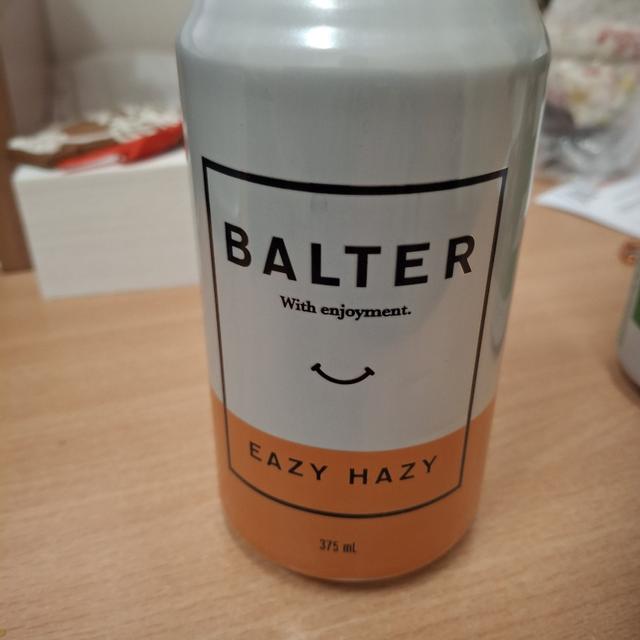 BALTER
With enjoyment.
EAZY HAZY
375 mL